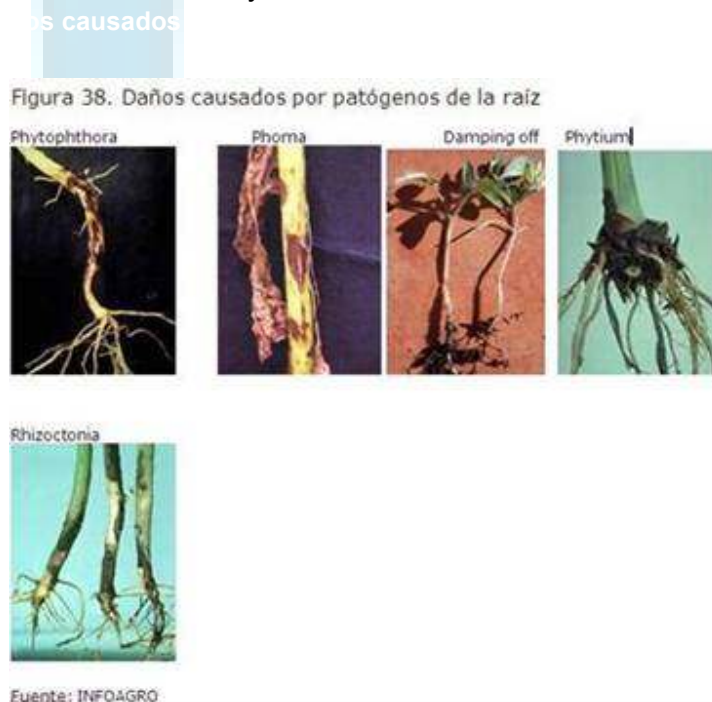 os causados
Figura 38. Daños causados por patógenos de la raíz
Phytophthora Phoma Damping off Phytium
Rhizoctonia
Fuente: INFOAGRO